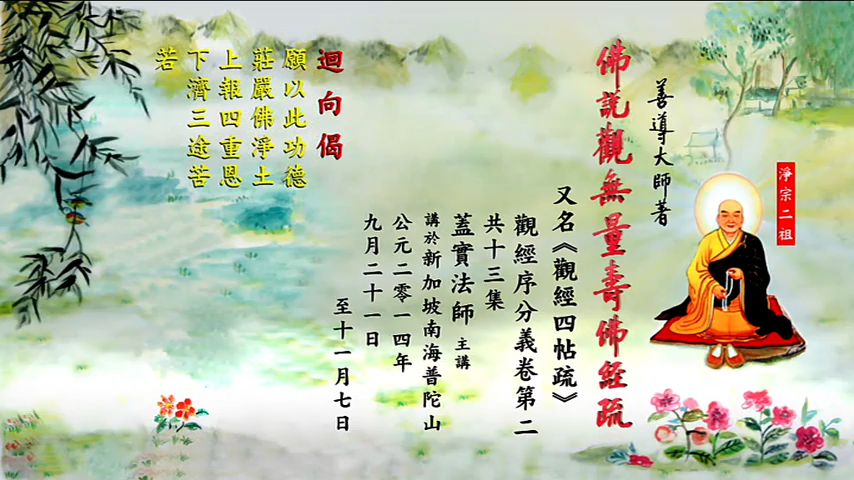 淨宗二祖
善導大師著
佛說觀無量壽佛經疏
又名《觀經四帖疏》
觀經序分義卷第二
共十三集
蓋實法師 主講
講於新加坡南海普陀山
公元二零一四年
九月二十一日
至十一月七日
迴向偈
願以此功德
莊嚴佛淨土
上報四重恩
下濟三途苦
若